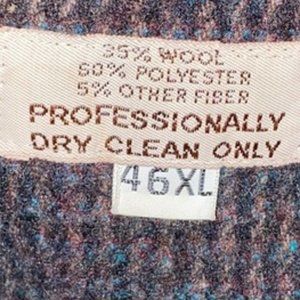 35% WOOL
60% POLYESTER
5% OTHER FIBER
PROFESSIONALLY
DRY CLEAN ONLY
46XL